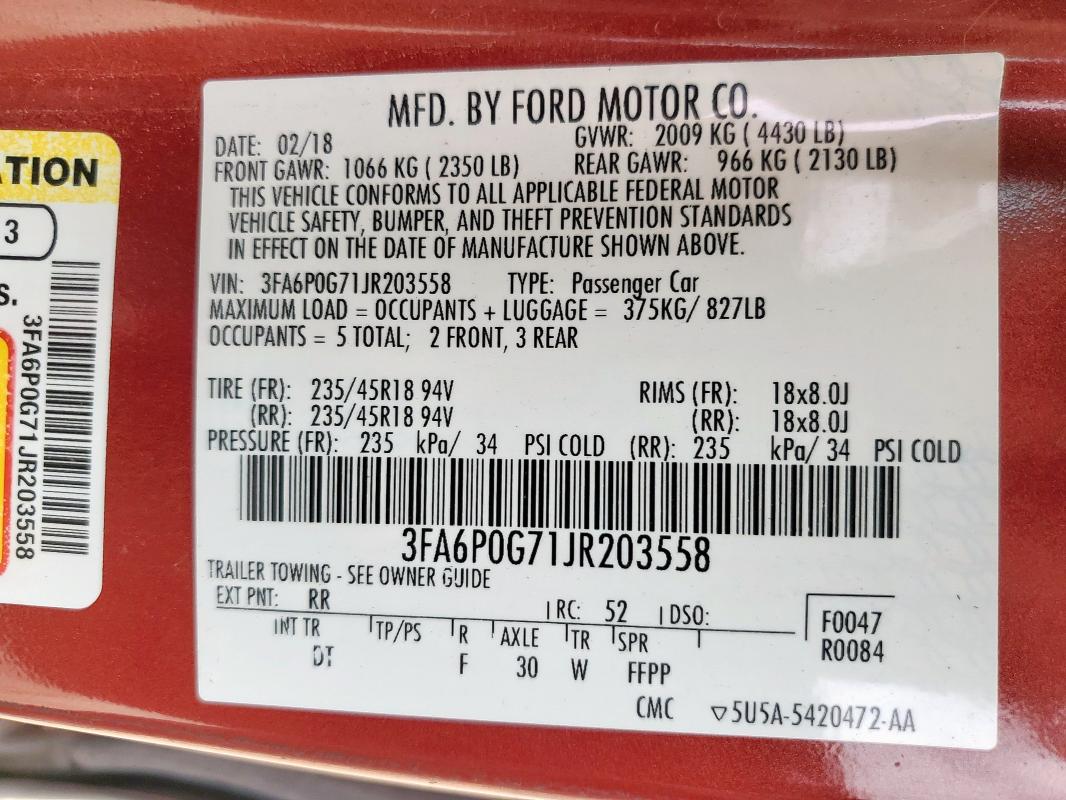 MFD. BY FORD MOTOR CO.
DATE: 02/18 GVWR: 2009 KG ( 4430 LB)
FRONT GAWR: 1066 KG ( 2350 LB) REAR GAWR: 966 KG ( 2130 LB)
THIS VEHICLE CONFORMS TO ALL APPLICABLE FEDERAL MOTOR
VEHICLE SAFETY, BUMPER, AND THEFT PREVENTION STANDARDS
IN EFFECT ON THE DATE OF MANUFACTURE SHOWN ABOVE.
VIN: 3FA6P0G71JR203558 TYPE: Passenger Car
MAXIMUM LOAD = OCCUPANTS + LUGGAGE = 375KG/ 827LB
OCCUPANTS = 5 TOTAL; 2 FRONT, 3 REAR
TIRE (FR): 235/45R18 94V RIMS (FR): 18x8.0J
(RR): 235/45R18 94V (RR): 18x8.0J
PRESSURE (FR): 235 kPa/ 34 PSI COLD (RR): 235 kPa/ 34 PSI COLD
3FA6P0G71JR203558
TRAILER TOWING - SEE OWNER GUIDE
EXT PNT: RR RC: 52 DSO:
INT TR TP/PS R AXLE TR SPR
DT F 30 W FFPP
F0047
R0084
CMC ▽5U5A-5420472-AA
ATION
3
S.
3FA6P0G71JR203558